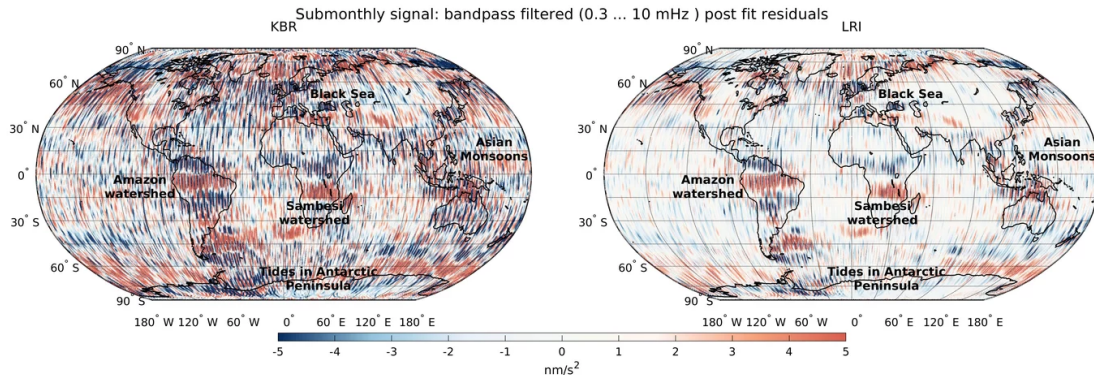 Submonthly signal: bandpass filtered (0.3 ... 10 mHz ) post fit residuals
KBR
90° N
60° N
30° N
0°
30° S
60° S
90° S
Black Sea
Asian
Monsoons
Amazon
watershed
Sambesi
watershed
Tides in Antarctic
Peninsula
180° W 120° W 60° W 0° 60° E 120° E 180° E
LRI
90° N
60° N
30° N
0°
30° S
60° S
90° S
Black Sea
Asian
Monsoons
Amazon
watershed
Sambesi
watershed
Tides in Antarctic
Peninsula
180° W 120° W 60° W 0° 60° E 120° E 180° E
-5 -4 -3 -2 -1 0 1 2 3 4 5
nm/s²